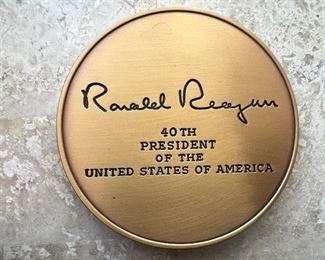 Ronald Reagan
40TH
PRESIDENT
OF THE
UNITED STATES OF AMERICA